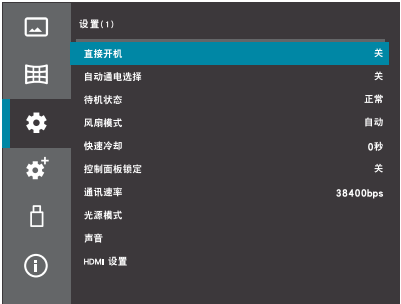 设置(1)
直接开机 关
自动通电选择 关
待机状态 正常
风扇模式 自动
快速冷却 0秒
控制面板锁定 关
通讯速率 38400bps
光源模式
声音
HDMI 设置